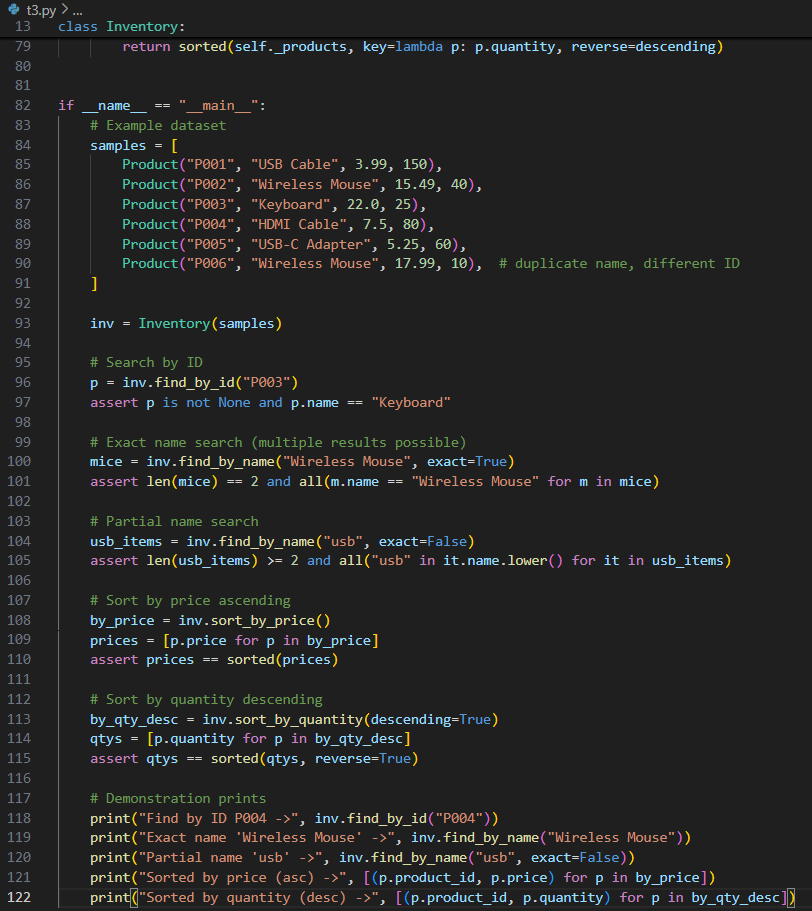 t3.py > ...
13 class Inventory:
79         return sorted(self._products, key=lambda p: p.quantity, reverse=descending)
80
81
82 if __name__ == "__main__":
83     # Example dataset
84     samples = [
85         Product("P001", "USB Cable", 3.99, 150),
86         Product("P002", "Wireless Mouse", 15.49, 40),
87         Product("P003", "Keyboard", 22.0, 25),
88         Product("P004", "HDMI Cable", 7.5, 80),
89         Product("P005", "USB-C Adapter", 5.25, 60),
90         Product("P006", "Wireless Mouse", 17.99, 10),  # duplicate name, different ID
91     ]
92
93     inv = Inventory(samples)
94
95     # Search by ID
96     p = inv.find_by_id("P003")
97     assert p is not None and p.name == "Keyboard"
98
99     # Exact name search (multiple results possible)
100     mice = inv.find_by_name("Wireless Mouse", exact=True)
101     assert len(mice) == 2 and all(m.name == "Wireless Mouse" for m in mice)
102
103     # Partial name search
104     usb_items = inv.find_by_name("usb", exact=False)
105     assert len(usb_items) >= 2 and all("usb" in it.name.lower() for it in usb_items)
106
107     # Sort by price ascending
108     by_price = inv.sort_by_price()
109     prices = [p.price for p in by_price]
110     assert prices == sorted(prices)
111
112     # Sort by quantity descending
113     by_qty_desc = inv.sort_by_quantity(descending=True)
114     qtys = [p.quantity for p in by_qty_desc]
115     assert qtys == sorted(qtys, reverse=True)
116
117     # Demonstration prints
118     print("Find by ID P004 ->", inv.find_by_id("P004"))
119     print("Exact name 'Wireless Mouse' ->", inv.find_by_name("Wireless Mouse"))
120     print("Partial name 'usb' ->", inv.find_by_name("usb", exact=False))
121     print("Sorted by price (asc) ->", [(p.product_id, p.price) for p in by_price])
122     print("Sorted by quantity (desc) ->", [(p.product_id, p.quantity) for p in by_qty_desc])